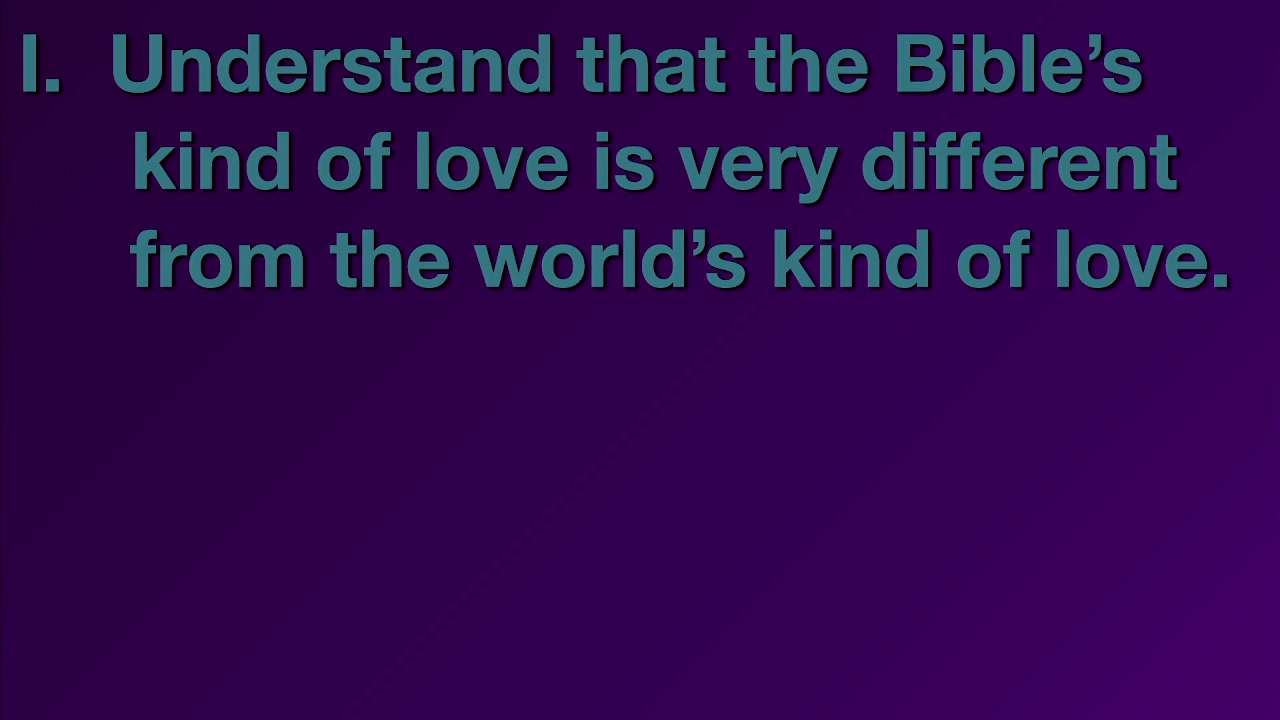 I. Understand that the Bible’s
kind of love is very different
from the world’s kind of love.